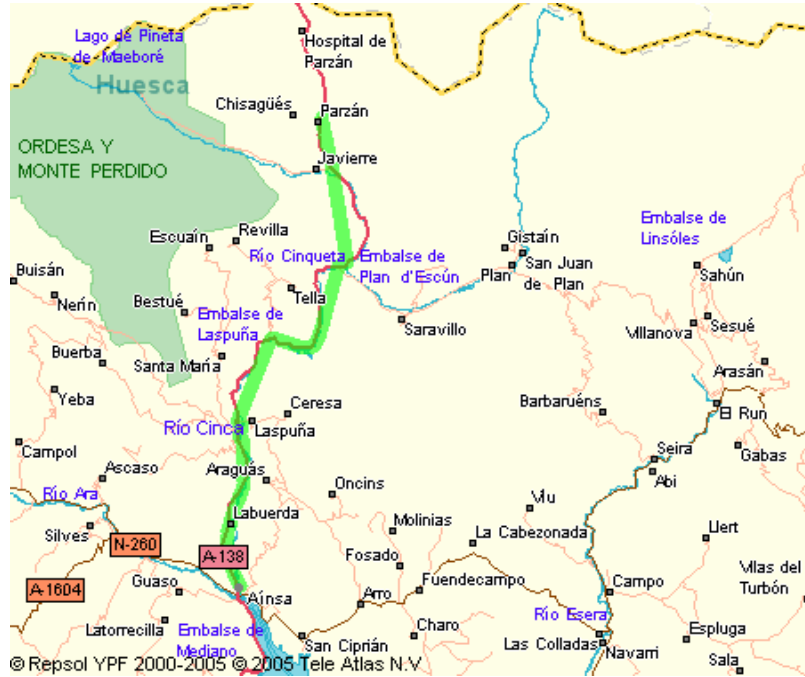 Lago de Pineta
de Maeboré
Hospital de
Parzán
Huesca
Chisagüés
Parzán
ORDESA Y
MONTE PERDIDO
Javierre
Revilla
Escuaín
Río Cinqueta
Embalse de
Plan d'Escún
Gistaín
San Juan
de Plan
Plan
Embalse de
Linsóles
Sahún
Buisán
Nerín
Bestué
Tella
Embalse de
Laspuña
Saravillo
Villanova
Sesué
Buerba
Santa María
Arasán
Yeba
Ceresa
Barbaruéns
El Run
Río Cinca
Laspuña
Campol
Ascaso
Araguás
Seira
Abi
Gabas
Río Ara
Oncins
Viu
Labuerda
Molinias
Silves
N-260
A-138
La Cabezonada
Llert
Fosado
Villas del
Turbón
A-1604
Guaso
Aínsa
Arro
Fuendecampo
Campo
Latorrecilla
Embalse de
Mediano
San Ciprián
Charo
Río Esera
Las Colladas
Navarri
Espluga
Sala
© Repsol YPF 2000-2005 © 2005 Tele Atlas N.V.